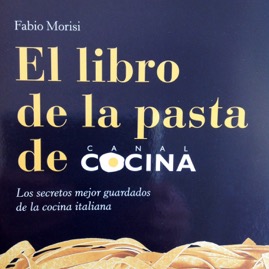 Fabio Morisi
El libro
de la pasta
de CANAL COCINA
Los secretos mejor guardados
de la cocina italiana